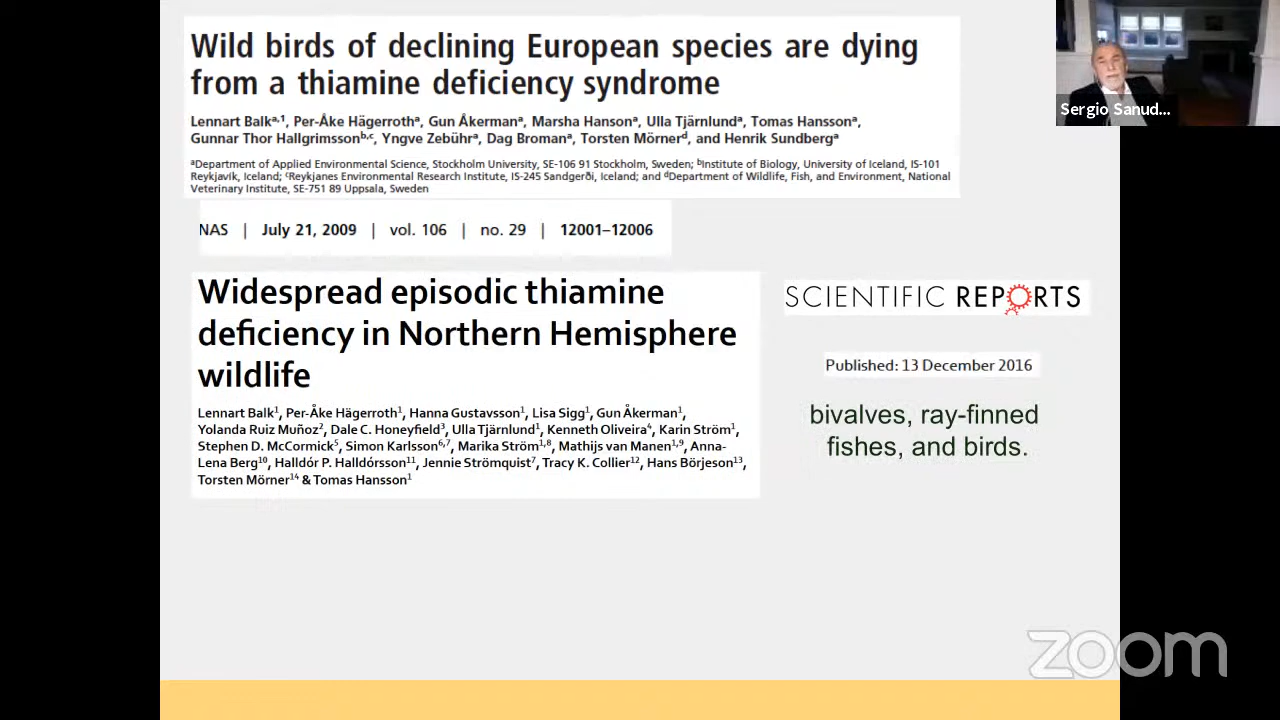 Wild birds of declining European species are dying
from a thiamine deficiency syndrome
Lennart Balkᵃ,¹, Per-Åke Hägerrothᵃ, Gun Åkermanᵃ, Marsha Hansonᵃ, Ulla Tjärnlundᵃ, Tomas Hanssonᵃ,
Gunnar Thor Hallgrimssonᵇ,ᶜ, Yngve Zebührᵃ, Dag Bromanᵃ, Torsten Mörnerᵈ, and Henrik Sundbergᵃ
ᵃDepartment of Applied Environmental Science, Stockholm University, SE-106 91 Stockholm, Sweden; ᵇInstitute of Biology, University of Iceland, IS-101
Reykjavík, Iceland; ᶜReykjanes Environmental Research Institute, IS-245 Sandgerði, Iceland; and ᵈDepartment of Wildlife, Fish, and Environment, National
Veterinary Institute, SE-751 89 Uppsala, Sweden
Sergio Sanud...
NAS | July 21, 2009 | vol. 106 | no. 29 | 12001–12006
Widespread episodic thiamine
deficiency in Northern Hemisphere
wildlife
Lennart Balk¹, Per-Åke Hägerroth¹, Hanna Gustavsson¹, Lisa Sigg¹, Gun Åkerman¹,
Yolanda Ruiz Muñoz², Dale C. Honeyfield³, Ulla Tjärnlund¹, Kenneth Oliveira⁴, Karin Ström¹,
Stephen D. McCormick⁵, Simon Karlsson⁶,⁷, Marika Ström¹,⁸, Mathijs van Manen¹,⁹, Anna-
Lena Berg¹⁰, Halldór P. Halldórsson¹¹, Jennie Strömquist⁷, Tracy K. Collier¹², Hans Börjeson¹³,
Torsten Mörner¹⁴ & Tomas Hansson¹
SCIENTIFIC REPORTS
Published: 13 December 2016
bivalves, ray-finned
fishes, and birds.
zoom